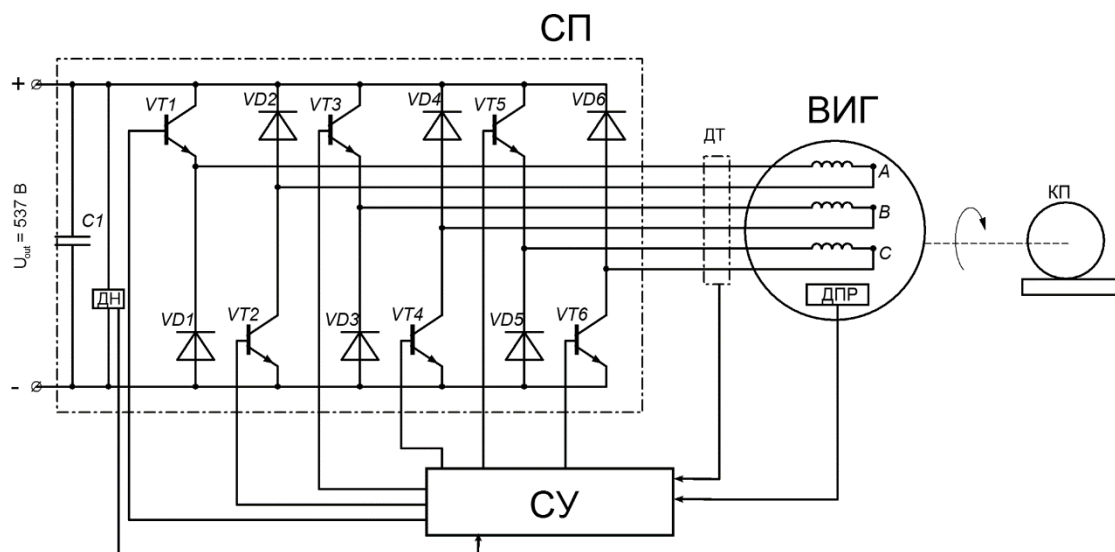 СП
+
VT1
VD2
VT3
VD4
VT5
VD6
ДТ
ВИГ
A
B
C
КП
C1
U_out = 537 В
ДН
VD1
VT2
VD3
VT4
VD5
VT6
ДПР
-
СУ